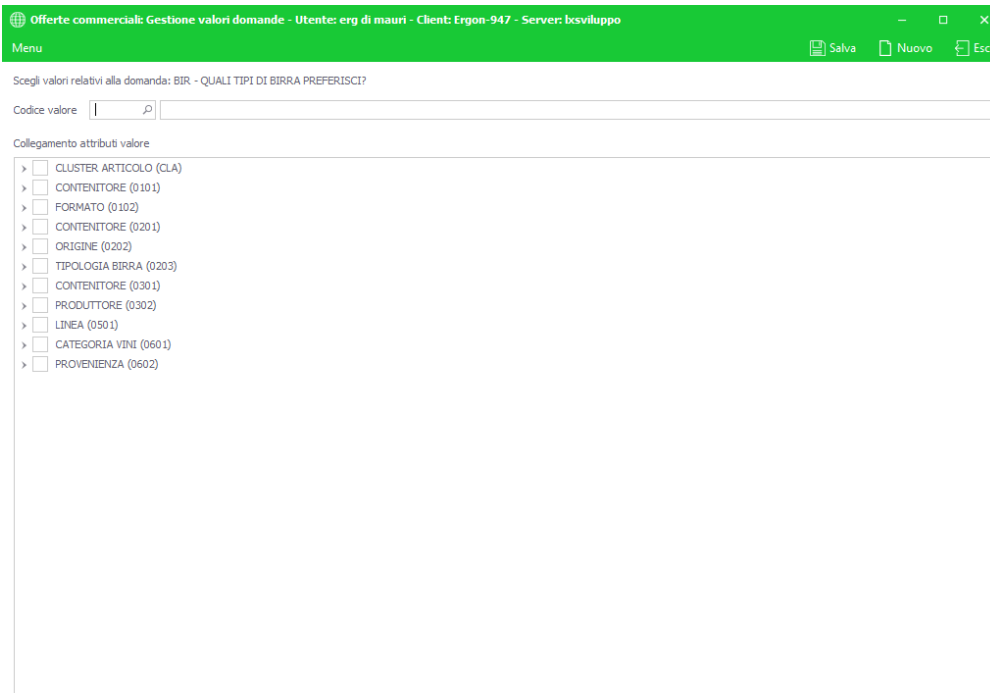 Offerte commerciali: Gestione valori domande - Utente: erg di mauri - Client: Ergon-947 - Server: lxsviluppo
Menu Salva Nuovo Esc
Scegli valori relativi alla domanda: BIR - QUALI TIPI DI BIRRA PREFERISCI?
Codice valore
Collegamento attributi valore
CLUSTER ARTICOLO (CLA)
CONTENITORE (0101)
FORMATO (0102)
CONTENITORE (0201)
ORIGINE (0202)
TIPOLOGIA BIRRA (0203)
CONTENITORE (0301)
PRODUTTORE (0302)
LINEA (0501)
CATEGORIA VINI (0601)
PROVENIENZA (0602)